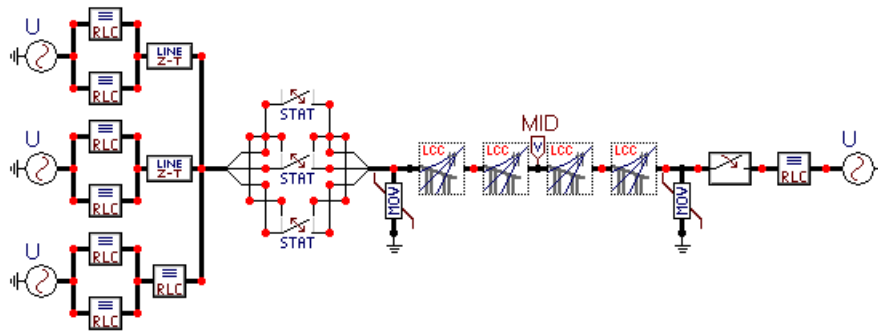 U
RLC
LINE
Z-T
RLC
STAT
MID
V
LCC
LCC
LCC
LCC
U
RLC
LINE
Z-T
STAT
U
RLC
RLC
MOV
MOV
STAT
U
RLC
RLC
RLC